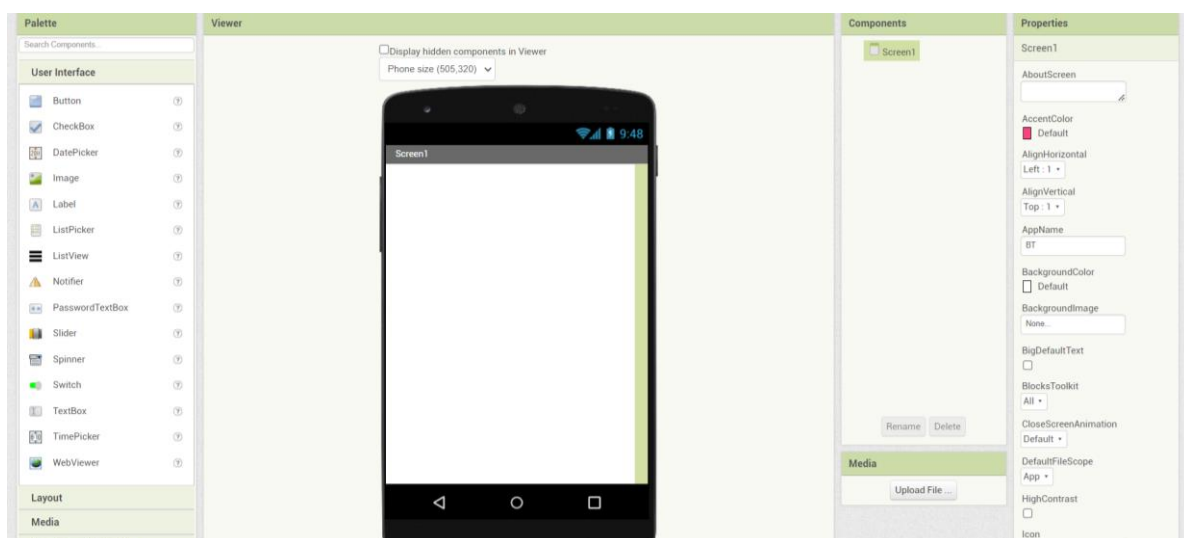 Palette
Search Components...
User Interface
Button
CheckBox
DatePicker
Image
Label
ListPicker
ListView
Notifier
PasswordTextBox
Slider
Spinner
Switch
TextBox
TimePicker
WebViewer
Layout
Media
Viewer
Display hidden components in Viewer
Phone size (505,320)
9:48
Screen1
Components
Screen1
Rename Delete
Media
Upload File ...
Properties
Screen1
AboutScreen
AccentColor
Default
AlignHorizontal
Left : 1
AlignVertical
Top : 1
AppName
BT
BackgroundColor
Default
BackgroundImage
None...
BigDefaultText
BlocksToolkit
All
CloseScreenAnimation
Default
DefaultFileScope
App
HighContrast
Icon